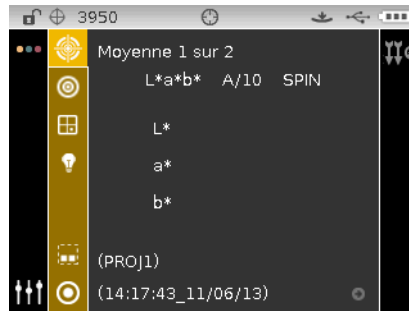 3950
Moyenne 1 sur 2
L*a*b* A/10 SPIN
L*
a*
b*
(PROJ1)
(14:17:43_11/06/13)